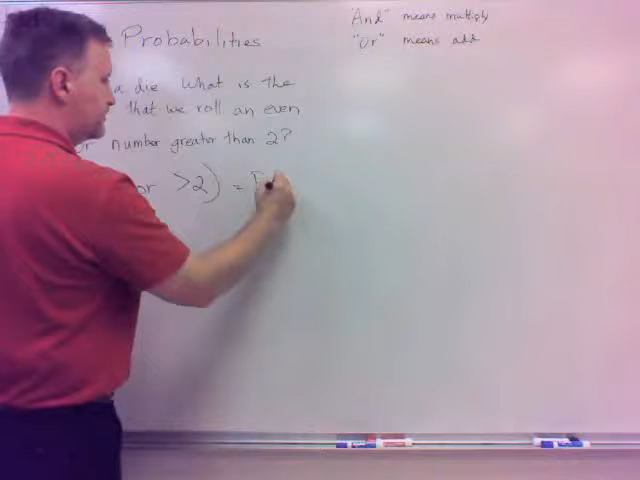 Probabilities
"And" means multiply
"or" means add
a die What is the
that we roll an even
or number greater than 2?
or >2) = P